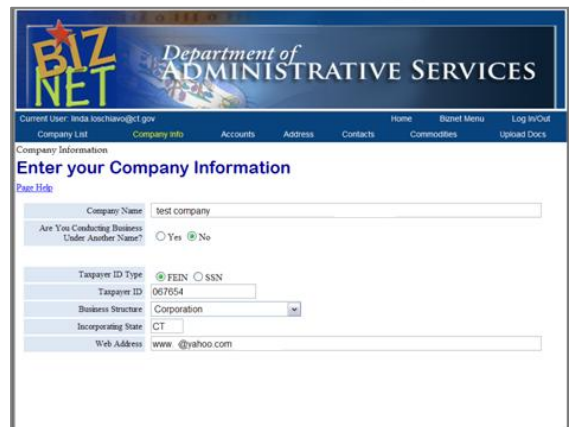 BIZ NET
Department of
ADMINISTRATIVE SERVICES
Current User: linda.loschiavo@ct.gov Home Biznet Menu Log In/Out
Company List Company Info Accounts Address Contacts Commodities Upload Docs
Company Information
Enter your Company Information
Page Help
Company Name test company
Are You Conducting Business
Under Another Name? Yes No
Taxpayer ID Type FEIN SSN
Taxpayer ID 067654
Business Structure Corporation
Incorporating State CT
Web Address www. @yahoo.com